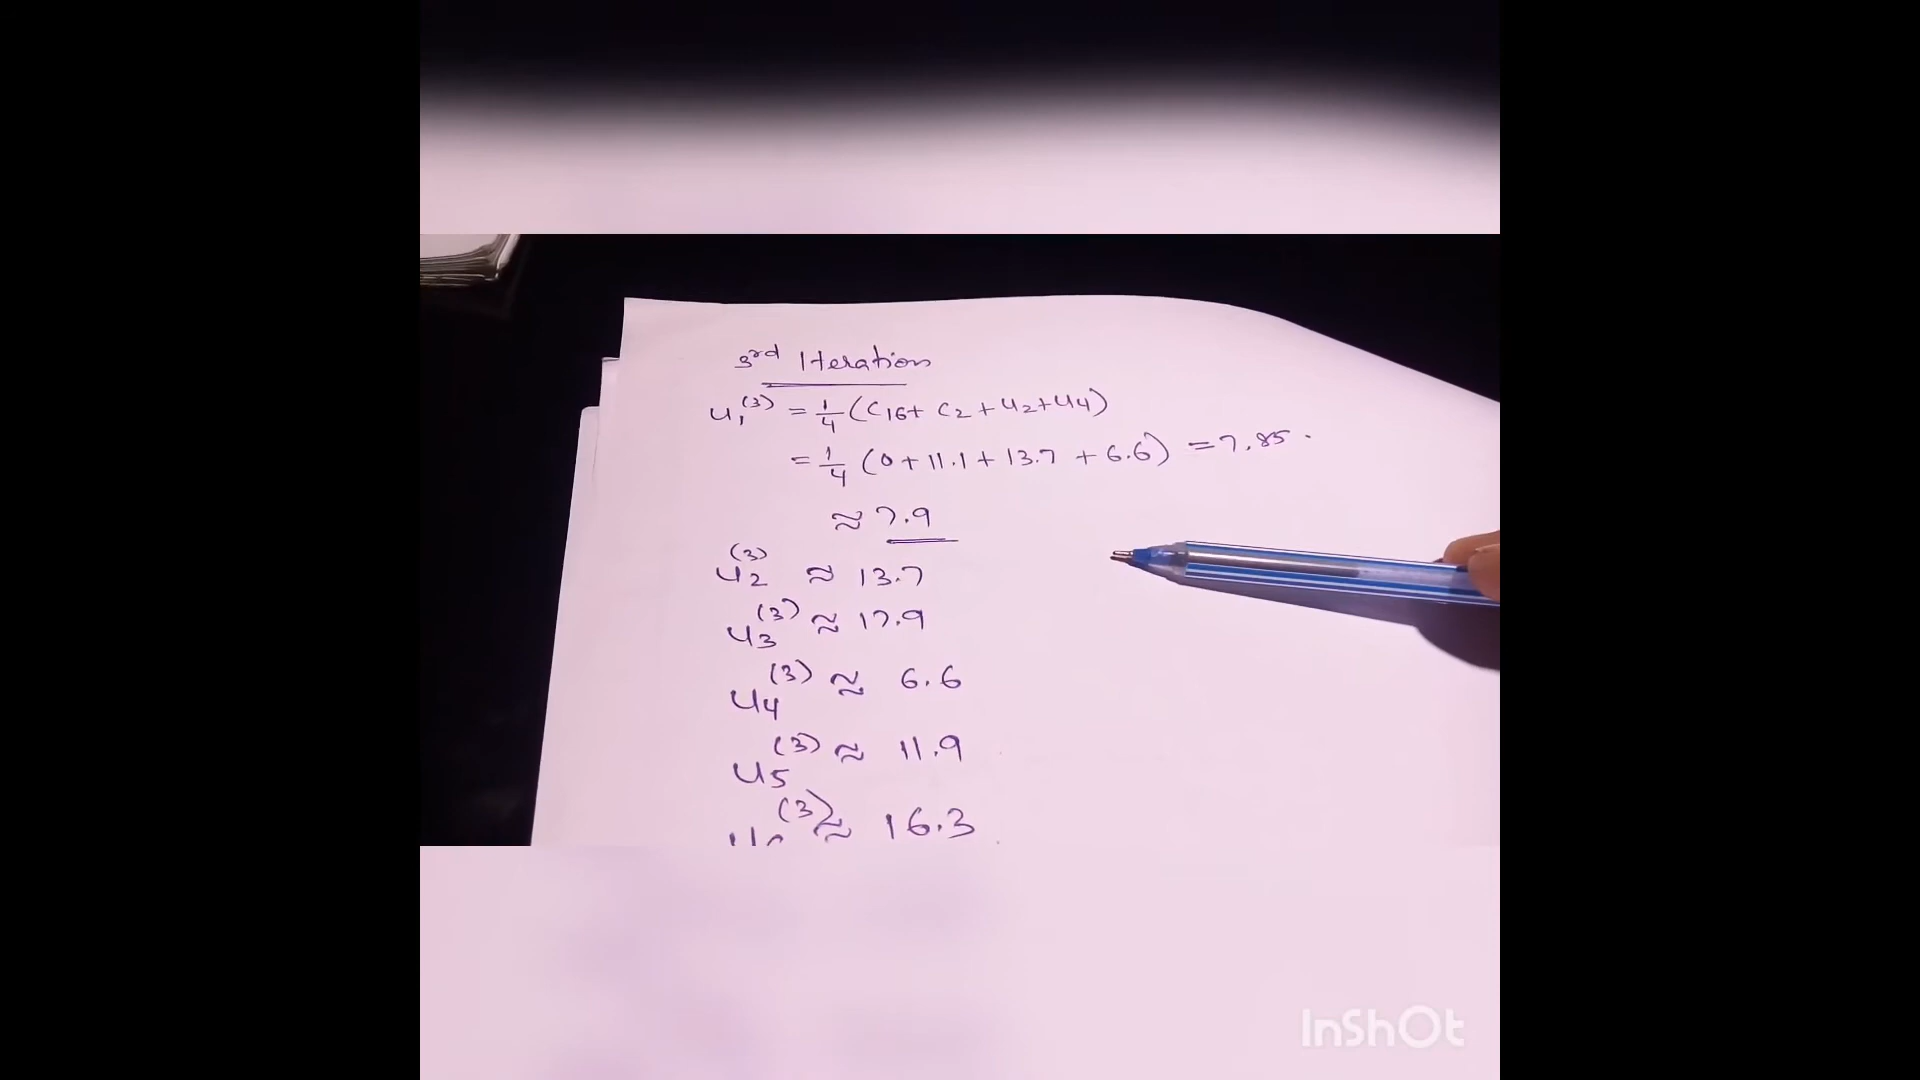 3rd Iteration
u₁⁽³⁾ = 1/4 (C16 + C2 + u2 + u4)
= 1/4 (0 + 11.1 + 13.7 + 6.6) = 7.85.
≈ 7.9
u2⁽³⁾ ≈ 13.7
u3⁽³⁾ ≈ 17.9
u4⁽³⁾ ≈ 6.6
u5⁽³⁾ ≈ 11.9
⁽³⁾ ≈ 16.3
InShOt